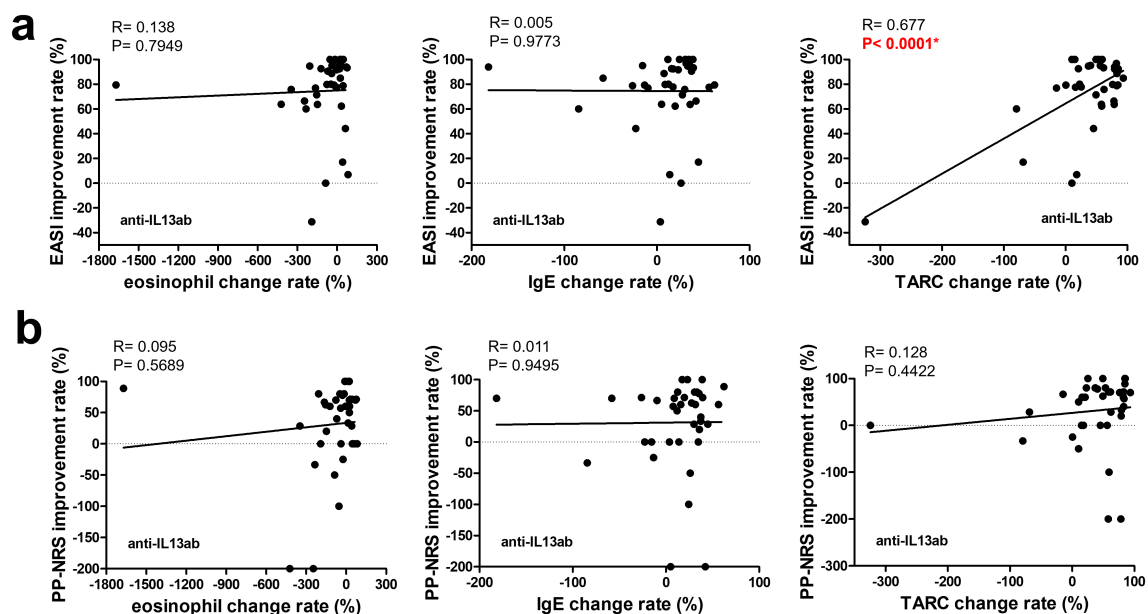 a
R= 0.138
P= 0.7949
EASI improvement rate (%)
100
80
60
40
20
0
-20
-40
anti-IL13ab
-1800 -1500 -1200 -900 -600 -300 0 300
eosinophil change rate (%)
R= 0.005
P= 0.9773
EASI improvement rate (%)
100
80
60
40
20
0
-20
-40
anti-IL13ab
-200 -100 0 100
IgE change rate (%)
R= 0.677
P< 0.0001*
EASI improvement rate (%)
100
80
60
40
20
0
-20
-40
anti-IL13ab
-300 -200 -100 0 100
TARC change rate (%)
b
R= 0.095
P= 0.5689
PP-NRS improvement rate (%)
100
50
0
-50
-100
-150
-200
anti-IL13ab
-1800 -1500 -1200 -900 -600 -300 0 300
eosinophil change rate (%)
R= 0.011
P= 0.9495
PP-NRS improvement rate (%)
100
50
0
-50
-100
-150
-200
anti-IL13ab
-200 -100 0 100
IgE change rate (%)
R= 0.128
P= 0.4422
PP-NRS improvement rate (%)
100
0
-100
-200
-300
anti-IL13ab
-300 -200 -100 0 100
TARC change rate (%)